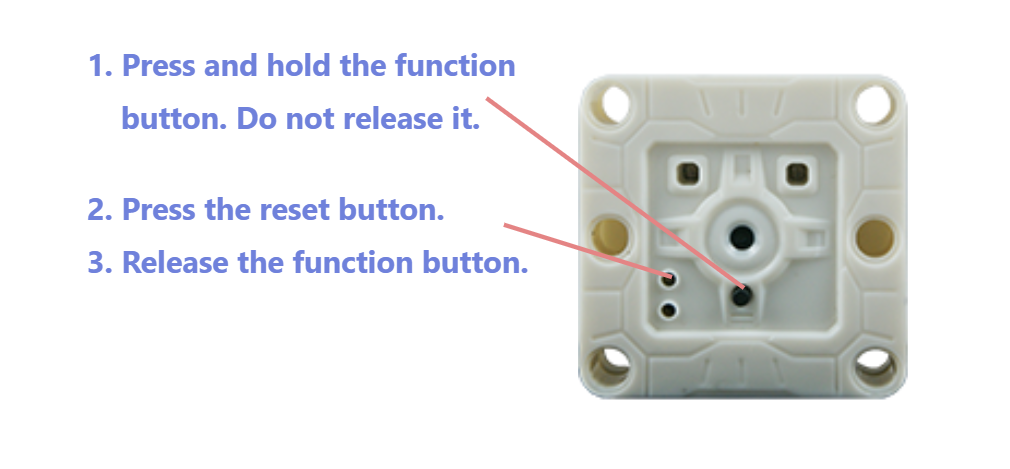 1. Press and hold the function
button. Do not release it.
2. Press the reset button.
3. Release the function button.